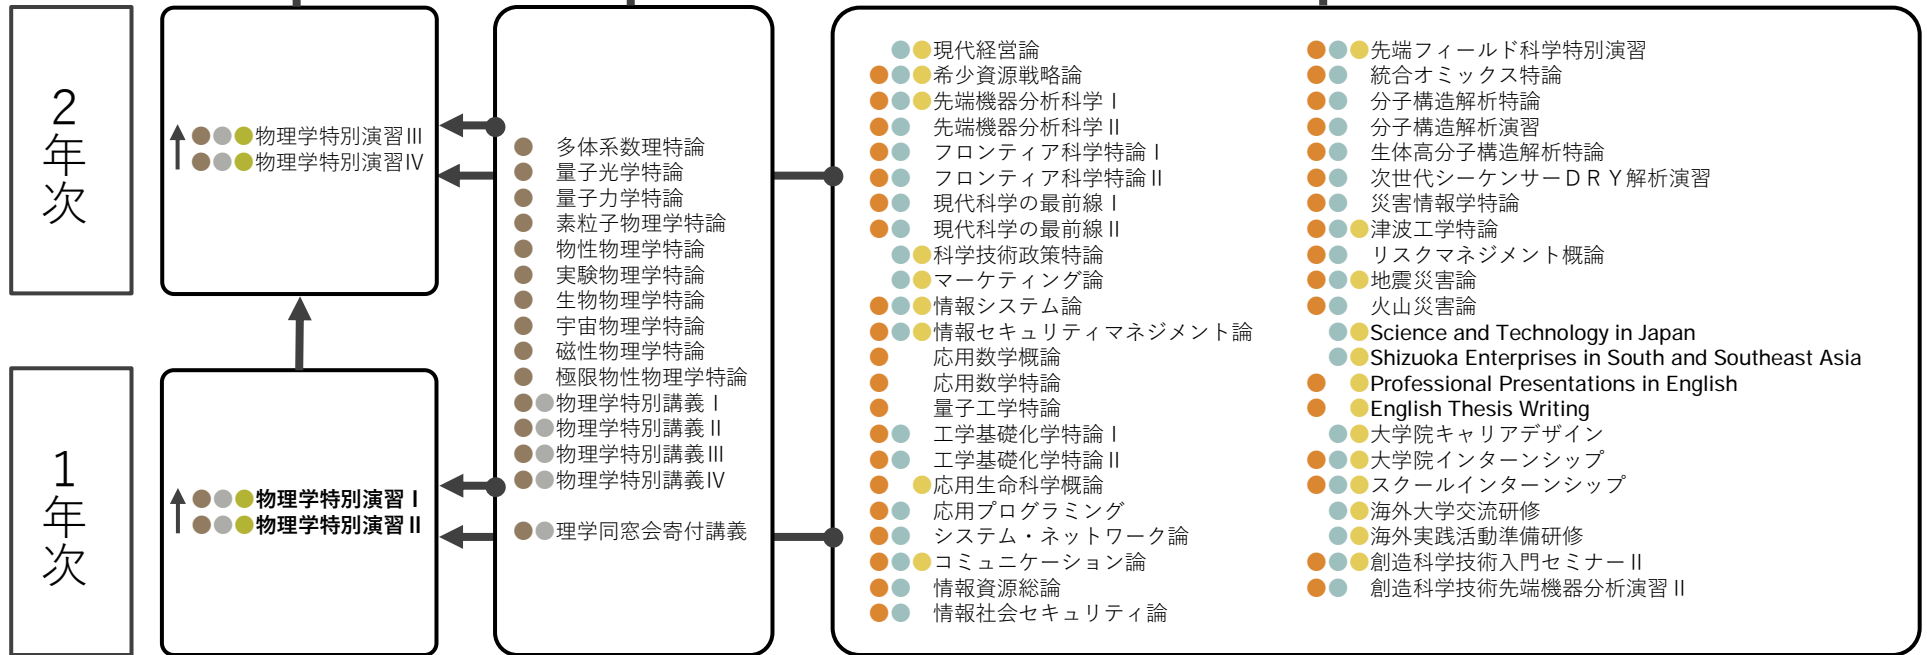 2年次
物理学特別演習Ⅲ
物理学特別演習Ⅳ
1年次
物理学特別演習Ⅰ
物理学特別演習Ⅱ
多体系数理特論
量子光学特論
量子力学特論
素粒子物理学特論
物性物理学特論
実験物理学特論
生物物理学特論
宇宙物理学特論
磁性物理学特論
極限物性物理学特論
物理学特別講義Ⅰ
物理学特別講義Ⅱ
物理学特別講義Ⅲ
物理学特別講義Ⅳ
理学同窓会寄付講義
現代経営論
希少資源戦略論
先端機器分析科学Ⅰ
先端機器分析科学Ⅱ
フロンティア科学特論Ⅰ
フロンティア科学特論Ⅱ
現代科学の最前線Ⅰ
現代科学の最前線Ⅱ
科学技術政策特論
マーケティング論
情報システム論
情報セキュリティマネジメント論
応用数学概論
応用数学特論
量子工学特論
工学基礎化学特論Ⅰ
工学基礎化学特論Ⅱ
応用生命科学概論
応用プログラミング
システム・ネットワーク論
コミュニケーション論
情報資源総論
情報社会セキュリティ論
先端フィールド科学特別演習
統合オミックス特論
分子構造解析特論
分子構造解析演習
生体高分子構造解析特論
次世代シーケンサーDRY解析演習
災害情報学特論
津波工学特論
リスクマネジメント概論
地震災害論
火山災害論
Science and Technology in Japan
Shizuoka Enterprises in South and Southeast Asia
Professional Presentations in English
English Thesis Writing
大学院キャリアデザイン
大学院インターンシップ
スクールインターンシップ
海外大学交流研修
海外実践活動準備研修
創造科学技術入門セミナーⅡ
創造科学技術先端機器分析演習Ⅱ